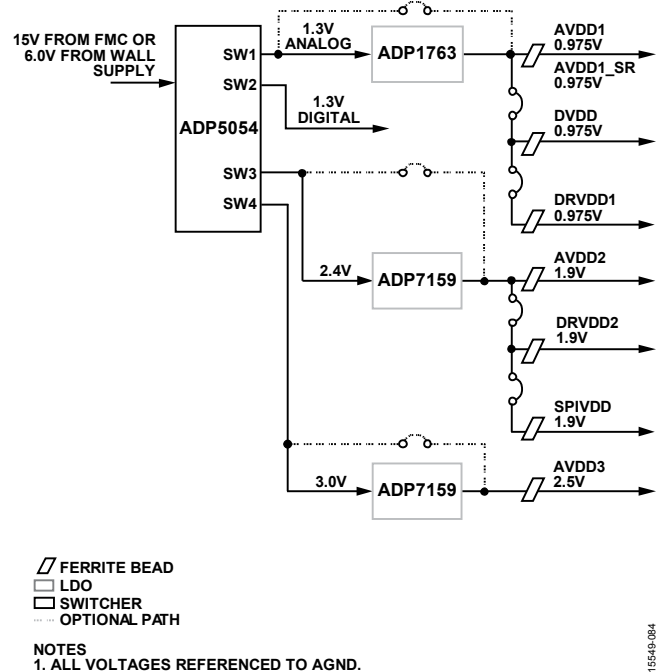 15V FROM FMC OR
6.0V FROM WALL
SUPPLY
ADP5054
SW1
SW2
SW3
SW4
1.3V
ANALOG
ADP1763
1.3V
DIGITAL
AVDD1
0.975V
AVDD1_SR
0.975V
DVDD
0.975V
DRVDD1
0.975V
2.4V
ADP7159
AVDD2
1.9V
DRVDD2
1.9V
SPIVDD
1.9V
3.0V
ADP7159
AVDD3
2.5V
FERRITE BEAD
LDO
SWITCHER
OPTIONAL PATH
NOTES
1. ALL VOLTAGES REFERENCED TO AGND.
15549-084